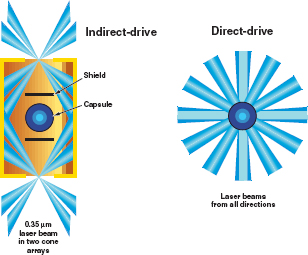 Indirect-drive
Direct-drive
Shield
Capsule
0.35 µm
laser beam
in two cone
arrays
Laser beams
from all directions